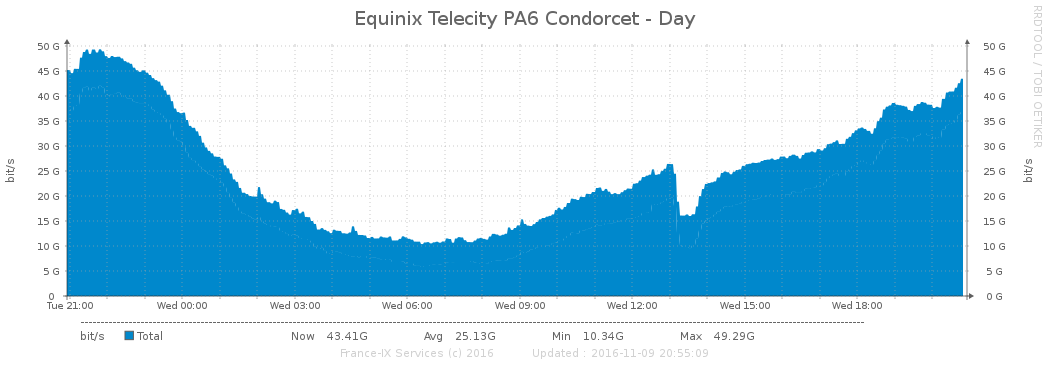 Equinix Telecity PA6 Condorcet - Day
RRDTOOL / TOBI OETIKER
bit/s
50 G
45 G
40 G
35 G
30 G
25 G
20 G
15 G
10 G
5 G
0
50 G
45 G
40 G
35 G
30 G
25 G
20 G
15 G
10 G
5 G
0 G
bit/s
Tue 21:00 Wed 00:00 Wed 03:00 Wed 06:00 Wed 09:00 Wed 12:00 Wed 15:00 Wed 18:00
bit/s Total Now 43.41G Avg 25.13G Min 10.34G Max 49.29G
France-IX Services (c) 2016 Updated : 2016-11-09 20:55:09